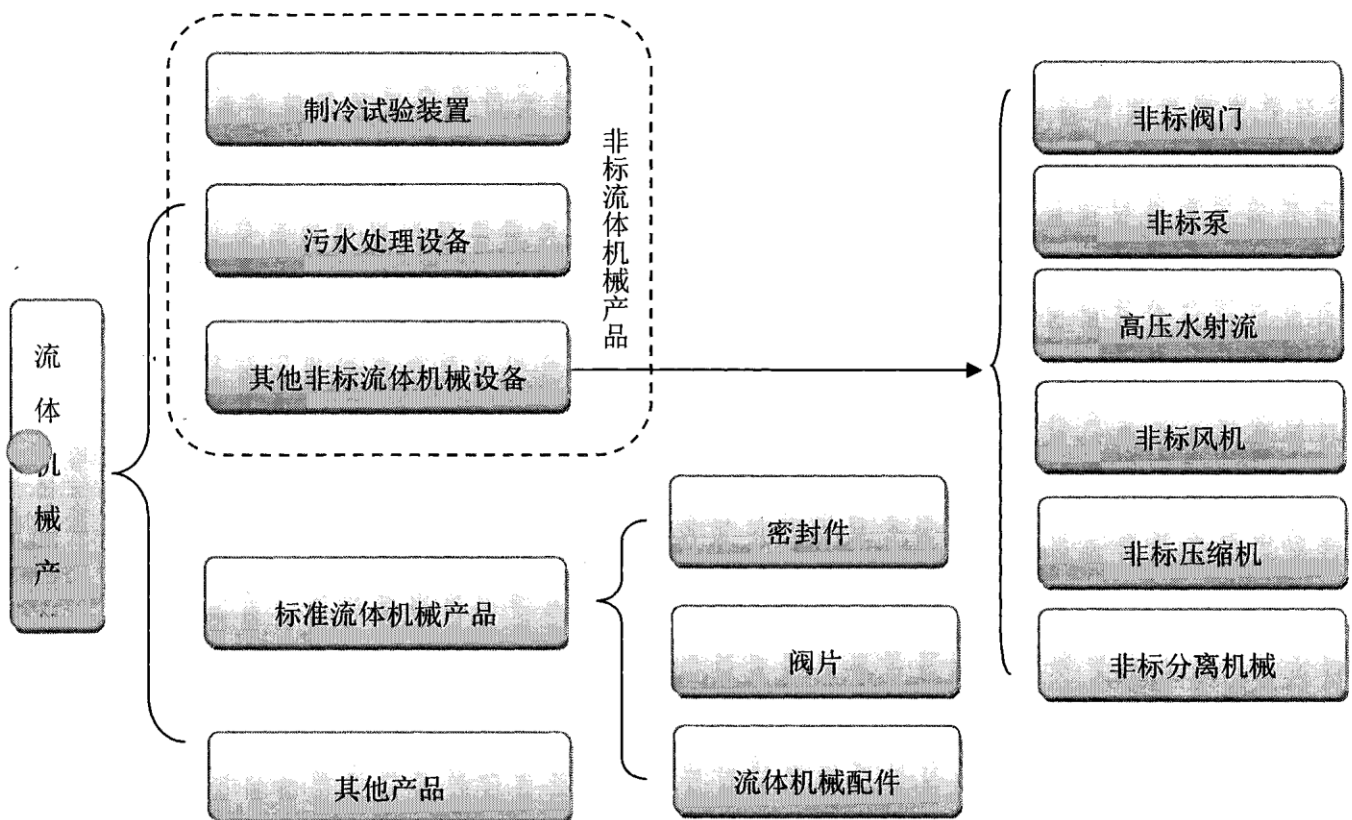 流体机械产
制冷试验装置
污水处理设备
其他非标流体机械设备
非标流体机械产品
标准流体机械产品
其他产品
密封件
阀片
流体机械配件
非标阀门
非标泵
高压水射流
非标风机
非标压缩机
非标分离机械